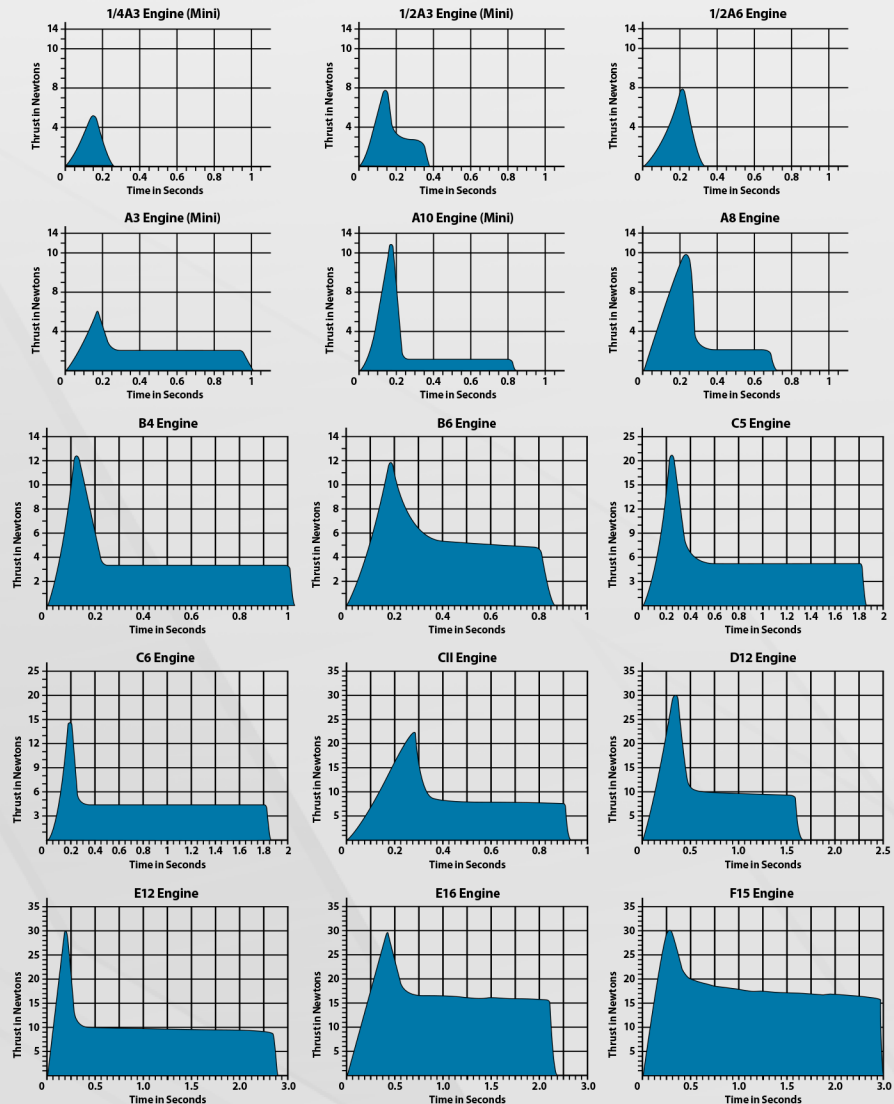 1/4A3 Engine (Mini)
Thrust in Newtons
14
10
8
4
0 0.2 0.4 0.6 0.8 1
Time in Seconds
1/2A3 Engine (Mini)
Thrust in Newtons
14
10
8
4
0 0.2 0.4 0.6 0.8 1
Time in Seconds
1/2A6 Engine
Thrust in Newtons
14
10
8
4
0 0.2 0.4 0.6 0.8 1
Time in Seconds
A3 Engine (Mini)
Thrust in Newtons
14
10
8
4
0 0.2 0.4 0.6 0.8 1
Time in Seconds
A10 Engine (Mini)
Thrust in Newtons
14
10
8
4
0 0.2 0.4 0.6 0.8 1
Time in Seconds
A8 Engine
Thrust in Newtons
14
10
8
4
0 0.2 0.4 0.6 0.8 1
Time in Seconds
B4 Engine
Thrust in Newtons
14
12
10
8
6
4
2
0 0.2 0.4 0.6 0.8 1
Time in Seconds
B6 Engine
Thrust in Newtons
14
12
10
8
6
4
2
0 0.2 0.4 0.6 0.8 1
Time in Seconds
C5 Engine
Thrust in Newtons
25
20
15
12
9
6
3
0 0.2 0.4 0.6 0.8 1 1.2 1.4 1.6 1.8 2
Time in Seconds
C6 Engine
Thrust in Newtons
25
20
15
12
9
6
3
0 0.2 0.4 0.6 0.8 1 1.2 1.4 1.6 1.8 2
Time in Seconds
CII Engine
Thrust in Newtons
35
30
25
20
15
10
5
0 0.2 0.4 0.6 0.8 1
Time in Seconds
D12 Engine
Thrust in Newtons
35
30
25
20
15
10
5
0 0.5 1.0 1.5 2.0 2.5
Time in Seconds
E12 Engine
Thrust in Newtons
35
30
25
20
15
10
5
0 0.5 1.0 1.5 2.0 3.0
Time in Seconds
E16 Engine
Thrust in Newtons
35
30
25
20
15
10
5
0 0.5 1.0 1.5 2.0 3.0
Time in Seconds
F15 Engine
Thrust in Newtons
35
30
25
20
15
10
5
0 0.5 1.0 1.5 2.0 3.0
Time in Seconds